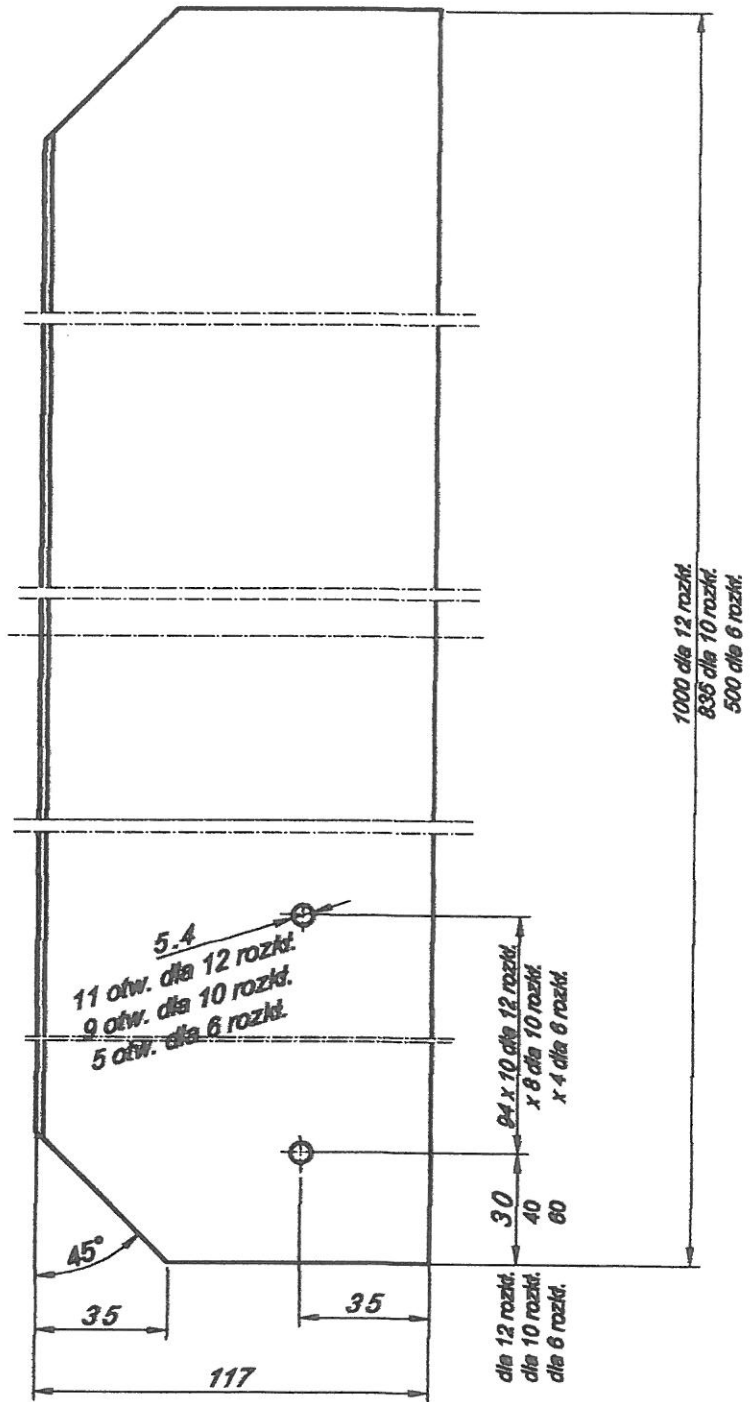 1000 dla 12 rozkł.
835 dla 10 rozkł.
500 dla 6 rozkł.
5.4
11 otw. dla 12 rozkł.
9 otw. dla 10 rozkł.
5 otw. dla 6 rozkł.
94 x 10 dla 12 rozkł.
x 8 dla 10 rozkł.
x 4 dla 6 rozkł.
30
40
60
dla 12 rozkł.
dla 10 rozkł.
dla 6 rozkł.
45°
35
35
117